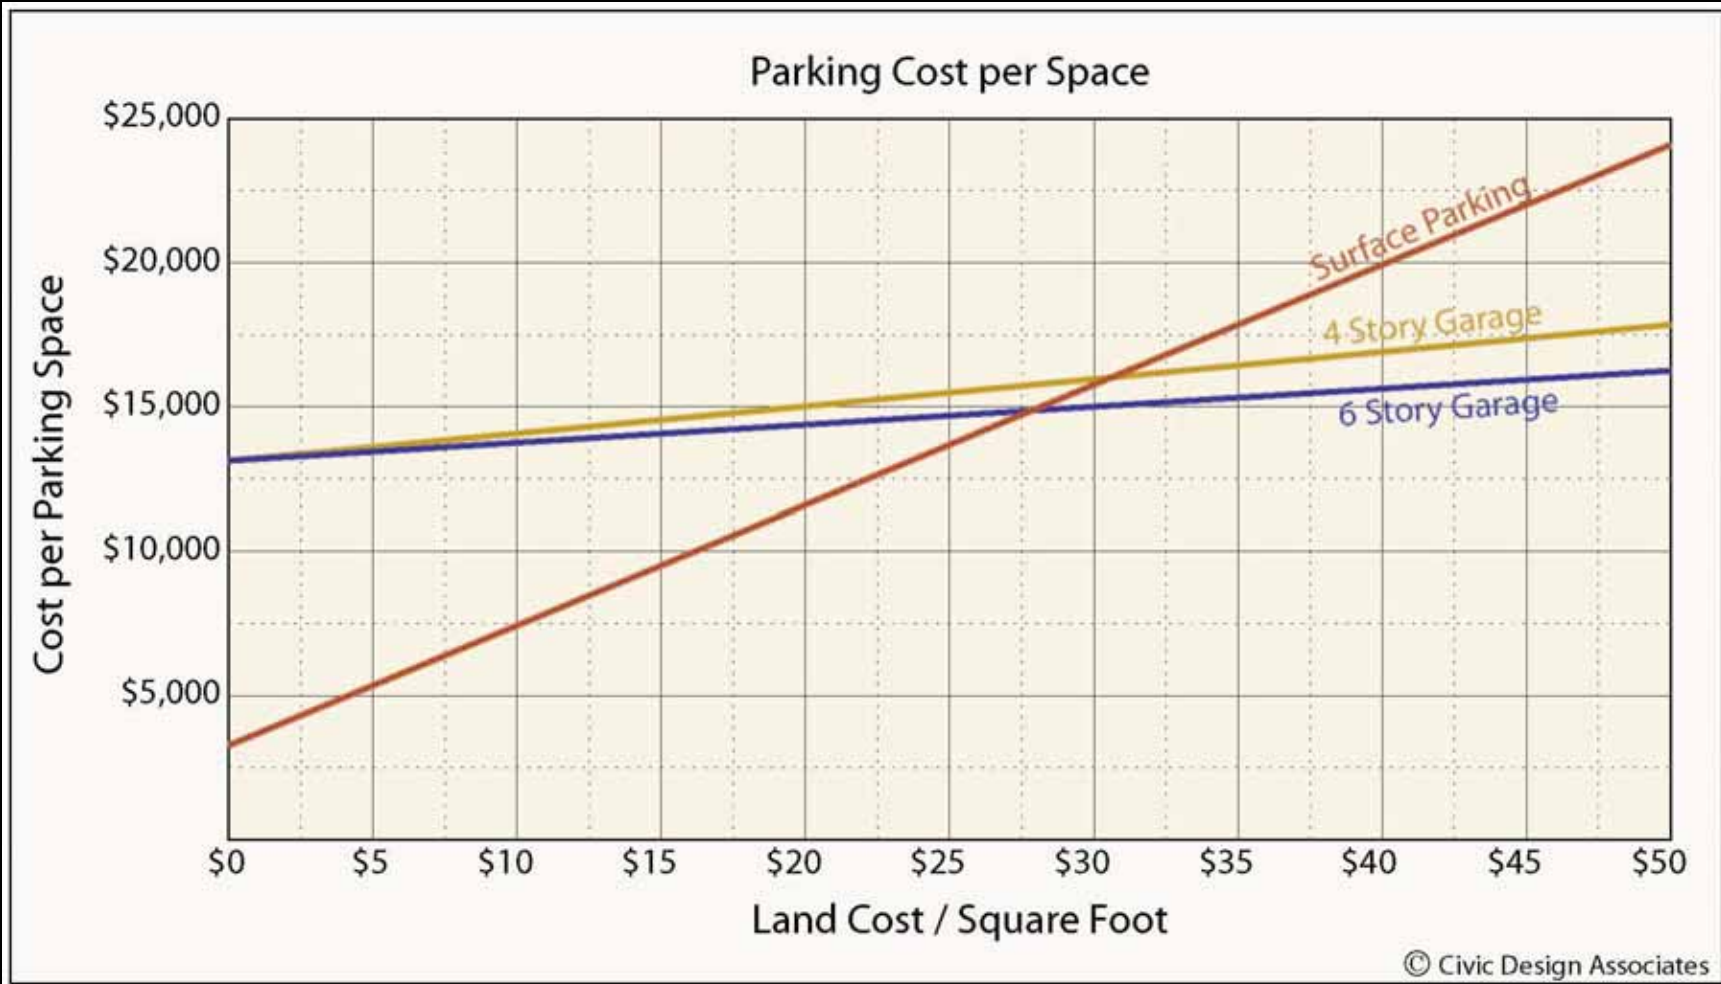 Parking Cost per Space
$25,000
$20,000
$15,000
$10,000
$5,000
Cost per Parking Space
Surface Parking
4 Story Garage
6 Story Garage
$0 $5 $10 $15 $20 $25 $30 $35 $40 $45 $50
Land Cost / Square Foot
© Civic Design Associates